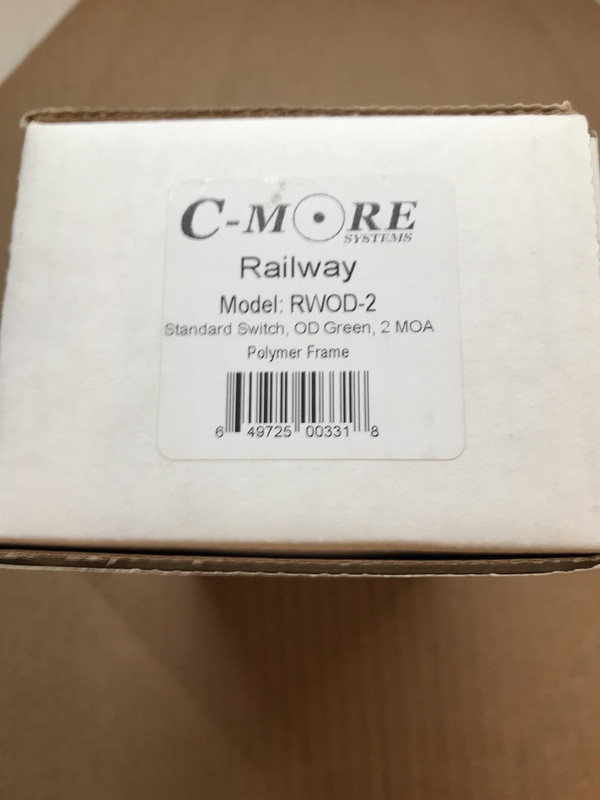 C-MORE
SYSTEMS
Railway
Model: RWOD-2
Standard Switch, OD Green, 2 MOA
Polymer Frame
6 49725 00331 8